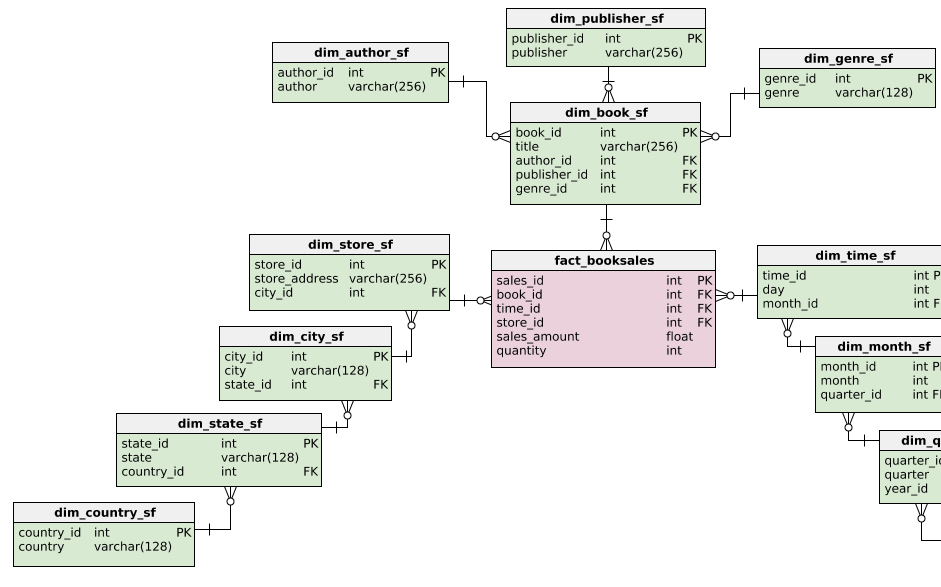 dim_publisher_sf
publisher_id int PK
publisher varchar(256)
dim_author_sf
author_id int PK
author varchar(256)
dim_genre_sf
genre_id int PK
genre varchar(128)
dim_book_sf
book_id int PK
title varchar(256)
author_id int FK
publisher_id int FK
genre_id int FK
dim_store_sf
store_id int PK
store_address varchar(256)
city_id int FK
fact_booksales
sales_id int PK
book_id int FK
time_id int FK
store_id int FK
sales_amount float
quantity int
dim_time_sf
time_id int P
day int
month_id int F
dim_city_sf
city_id int PK
city varchar(128)
state_id int FK
dim_month_sf
month_id int P
month int
quarter_id int F
dim_state_sf
state_id int PK
state varchar(128)
country_id int FK
dim_q
quarter_id
quarter
year_id
dim_country_sf
country_id int PK
country varchar(128)